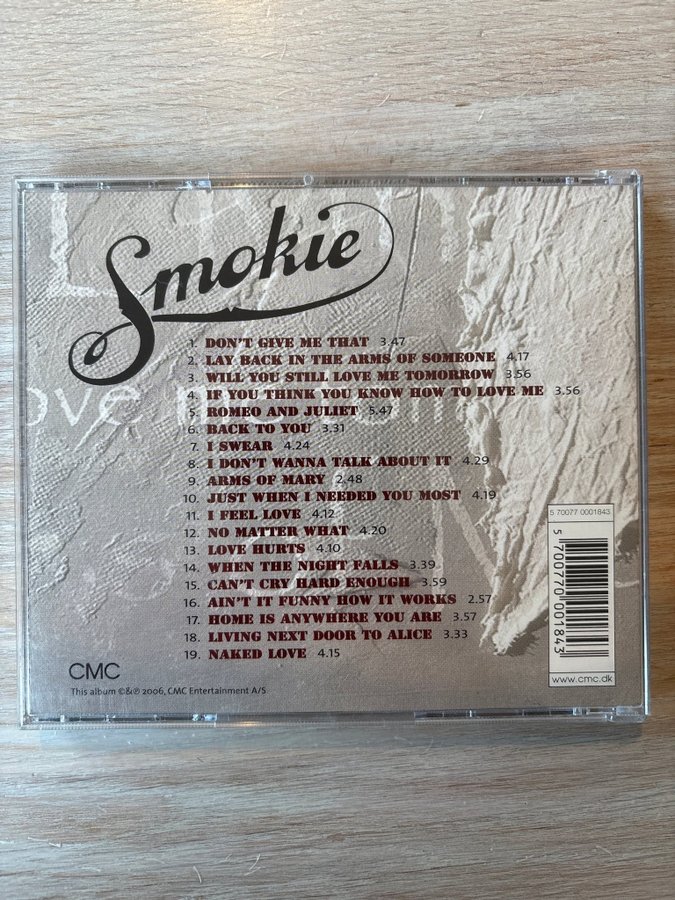 Smokie
1. DON'T GIVE ME THAT 3.47
2. LAY BACK IN THE ARMS OF SOMEONE 4.17
3. WILL YOU STILL LOVE ME TOMORROW 3.56
4. IF YOU THINK YOU KNOW HOW TO LOVE ME 3.56
5. ROMEO AND JULIET 5.47
6. BACK TO YOU 3.31
7. I SWEAR 4.24
8. I DON'T WANNA TALK ABOUT IT 4.29
9. ARMS OF MARY 2.48
10. JUST WHEN I NEEDED YOU MOST 4.19
11. I FEEL LOVE 4.12
12. NO MATTER WHAT 4.20
13. LOVE HURTS 4.10
14. WHEN THE NIGHT FALLS 3.39
15. CAN'T CRY HARD ENOUGH 3.59
16. AIN'T IT FUNNY HOW IT WORKS 2.57
17. HOME IS ANYWHERE YOU ARE 3.57
18. LIVING NEXT DOOR TO ALICE 3.33
19. NAKED LOVE 4.15
5 70077 0001843
5 700770 001843
www.cmc.dk
CMC
This album ©&℗ 2006, CMC Entertainment A/S